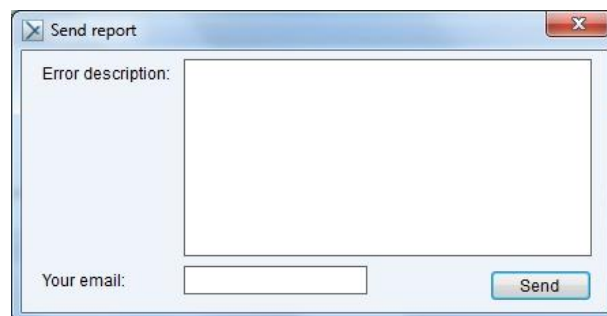 Send report
Error description:
Your email:
Send